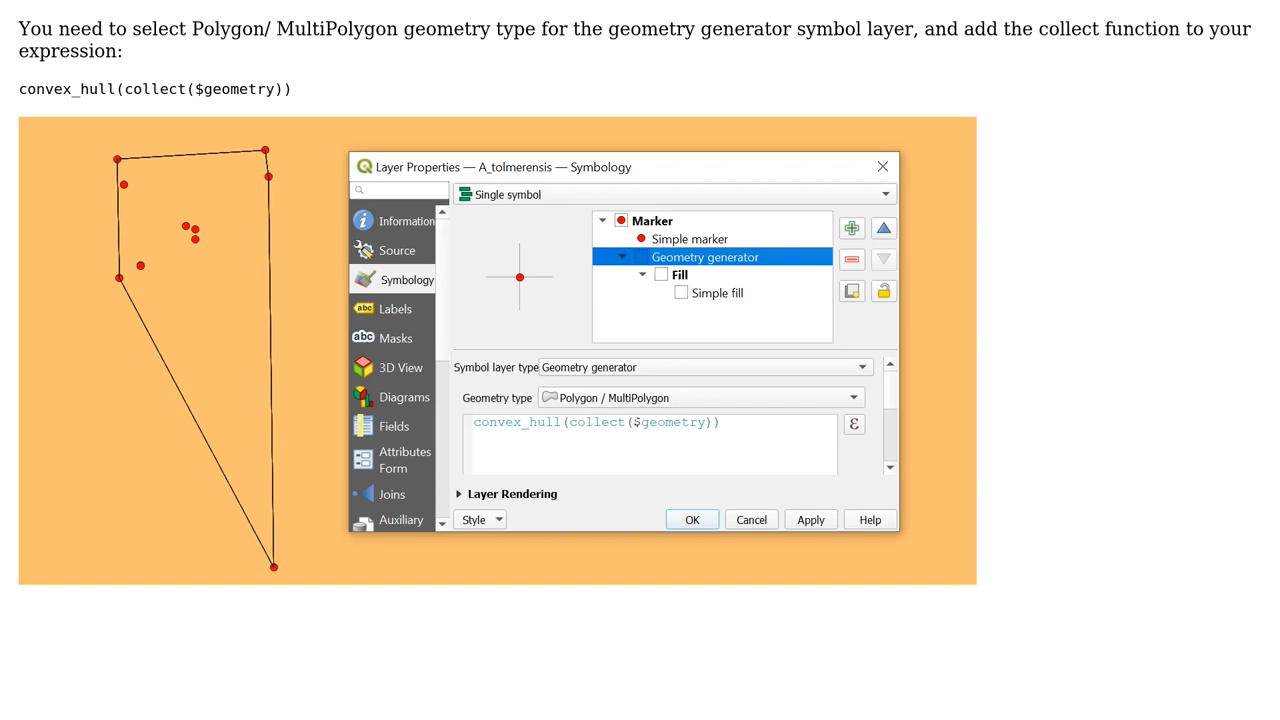 You need to select Polygon/ MultiPolygon geometry type for the geometry generator symbol layer, and add the collect function to your
expression:
convex_hull(collect($geometry))
Layer Properties — A_tolmerensis — Symbology
Single symbol
Information
Source
Symbology
abc Labels
abc Masks
3D View
Diagrams
Fields
Attributes
Form
Joins
Auxiliary
Marker
Simple marker
Geometry generator
Fill
Simple fill
Symbol layer type Geometry generator
Geometry type Polygon / MultiPolygon
convex_hull(collect($geometry))
ε
Layer Rendering
Style OK Cancel Apply Help